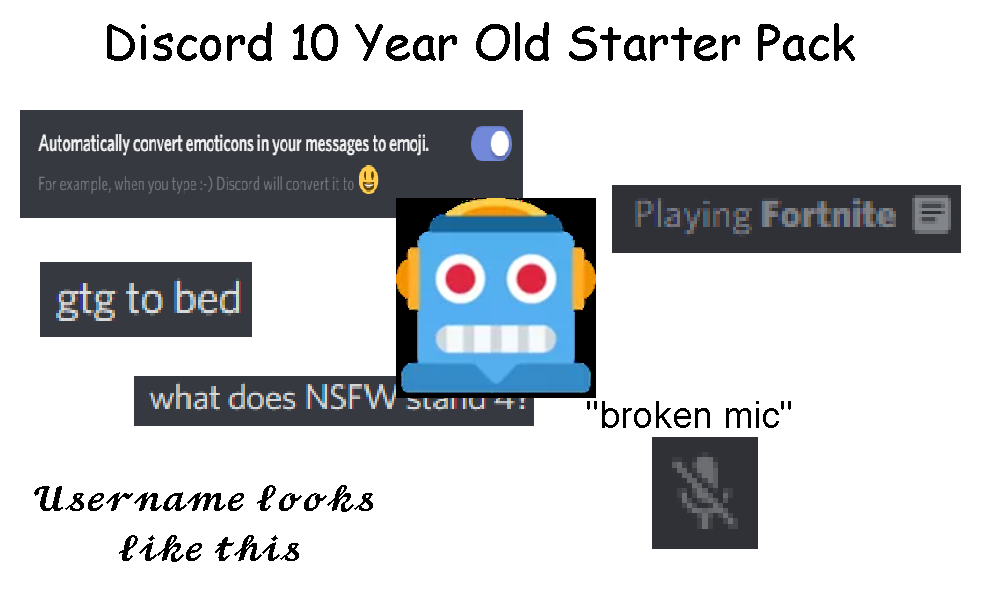 Discord 10 Year Old Starter Pack
Automatically convert emoticons in your messages to emoji.
For example, when you type :-) Discord will convert it to 😃
Playing Fortnite
gtg to bed
what does NSFW stand 4?
"broken mic"
Username looks
like this